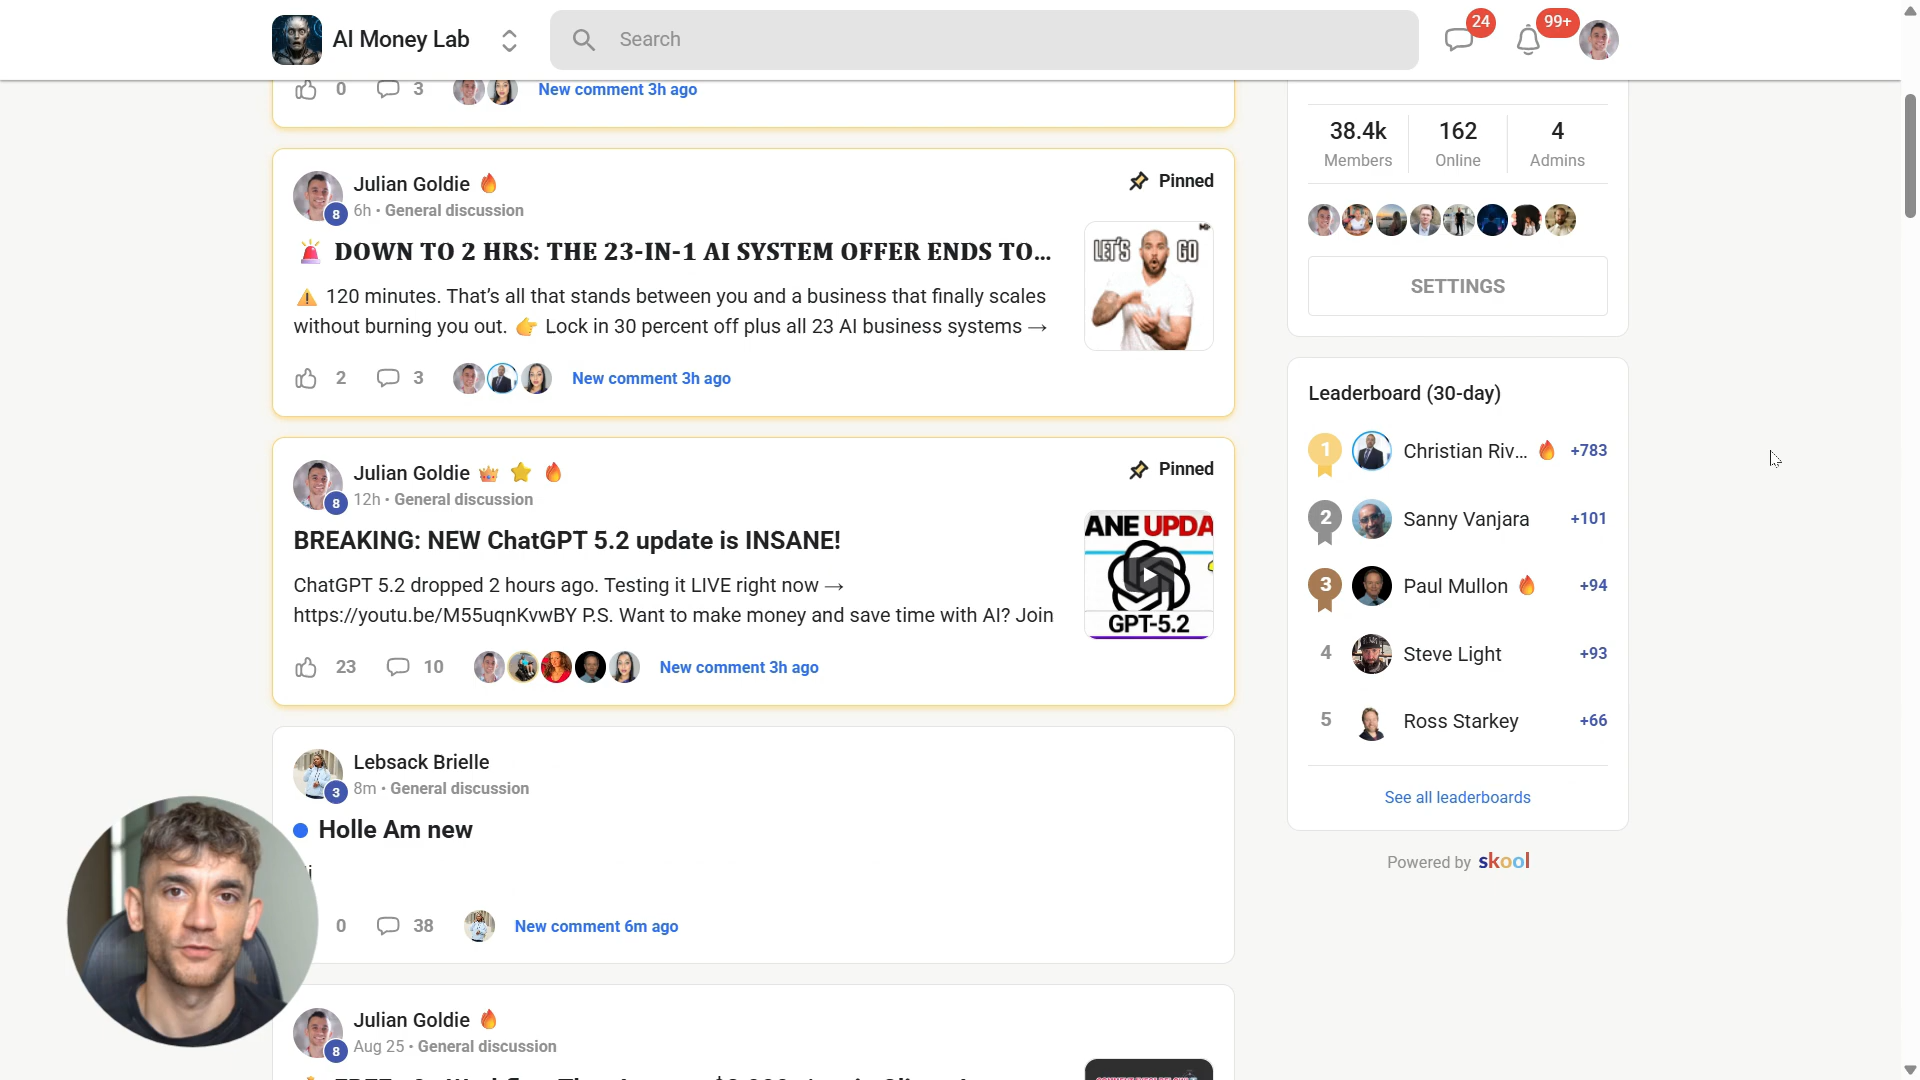 AI Money Lab
Search
24
99+
0
3
New comment 3h ago
38.4k
Members
162
Online
4
Admins
SETTINGS
Julian Goldie
8
6h • General discussion
Pinned
DOWN TO 2 HRS: THE 23-IN-1 AI SYSTEM OFFER ENDS TO...
120 minutes. That's all that stands between you and a business that finally scales
without burning you out. 👉 Lock in 30 percent off plus all 23 AI business systems →
LET'S GO
2
3
New comment 3h ago
Julian Goldie
8
12h • General discussion
Pinned
BREAKING: NEW ChatGPT 5.2 update is INSANE!
ChatGPT 5.2 dropped 2 hours ago. Testing it LIVE right now →
https://youtu.be/M55uqnKvwBY P.S. Want to make money and save time with AI? Join
ANE UPDA
GPT-5.2
23
10
New comment 3h ago
Leaderboard (30-day)
1
Christian Riv...
+783
2
Sanny Vanjara
+101
3
Paul Mullon
+94
4
Steve Light
+93
5
Ross Starkey
+66
See all leaderboards
Powered by skool
Lebsack Brielle
3
8m • General discussion
Holle Am new
0
38
New comment 6m ago
Julian Goldie
8
Aug 25 • General discussion